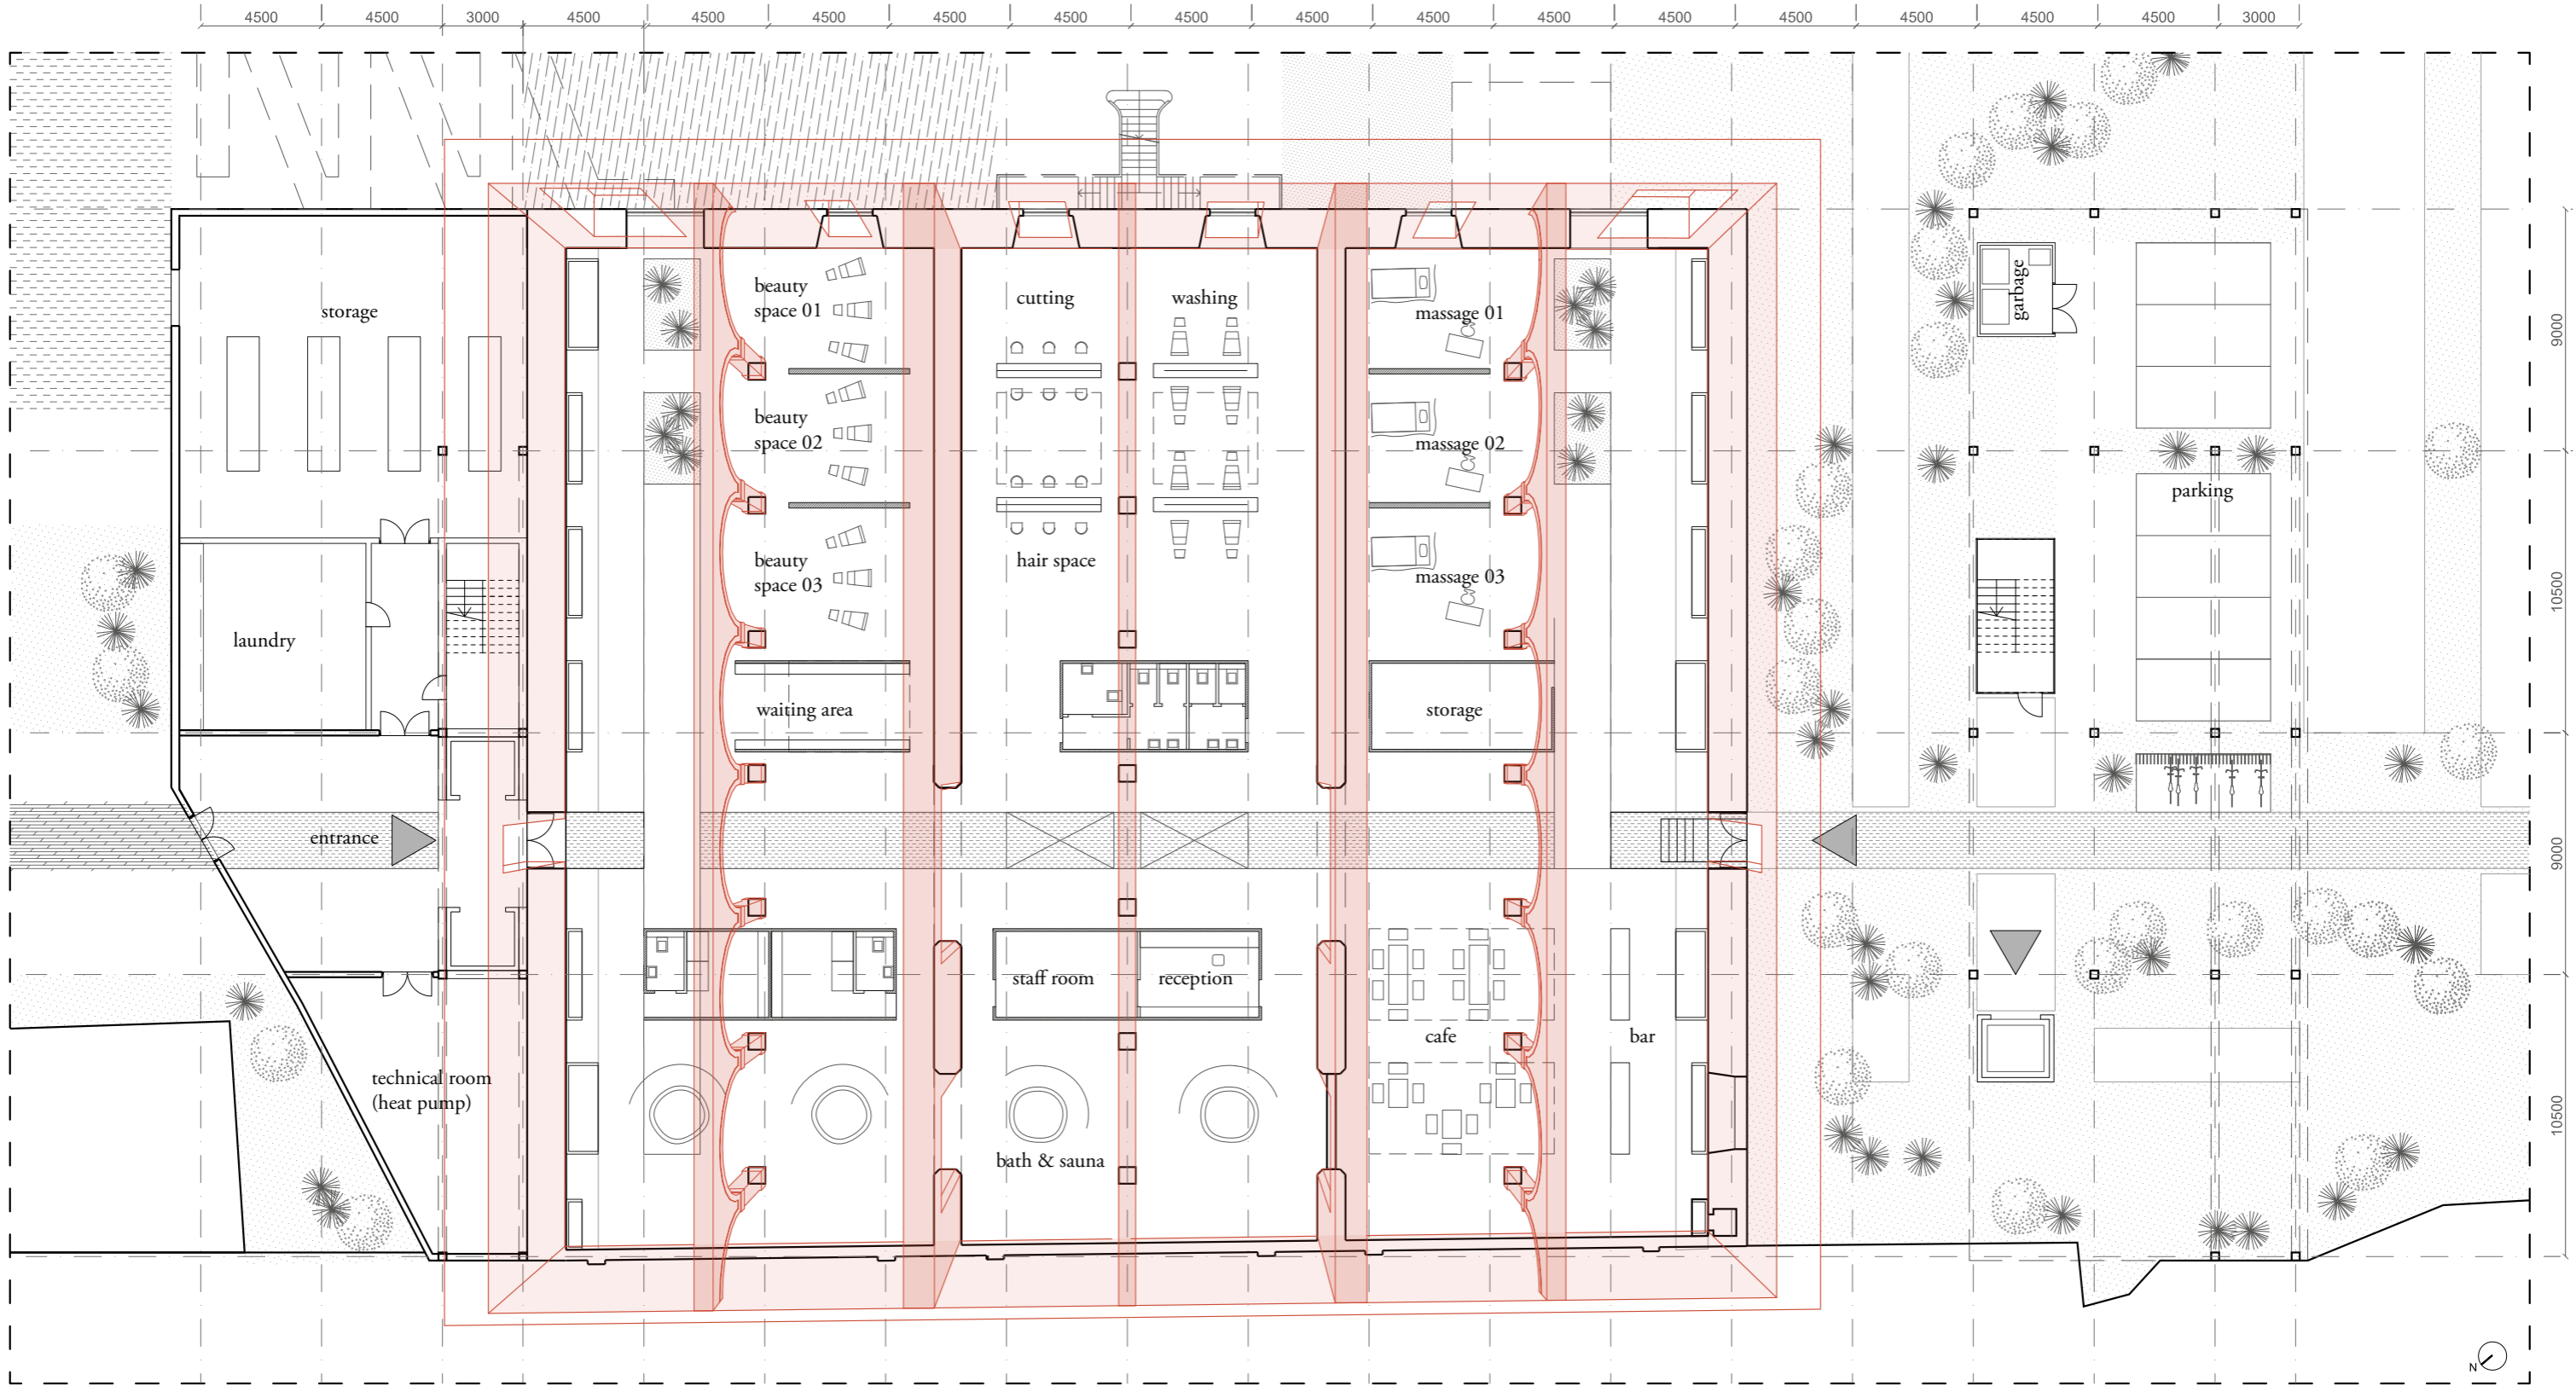 4500 4500 3000 4500 4500 4500 4500 4500 4500 4500 4500 4500 4500 4500 4500 4500 4500 3000
beauty
space 01
cutting
washing
massage 01
garbage
storage
9000
beauty
space 02
massage 02
parking
beauty
space 03
hair space
massage 03
10500
laundry
waiting area
storage
entrance
9000
staff room
reception
cafe
bar
technical room
(heat pump)
bath & sauna
10500
N